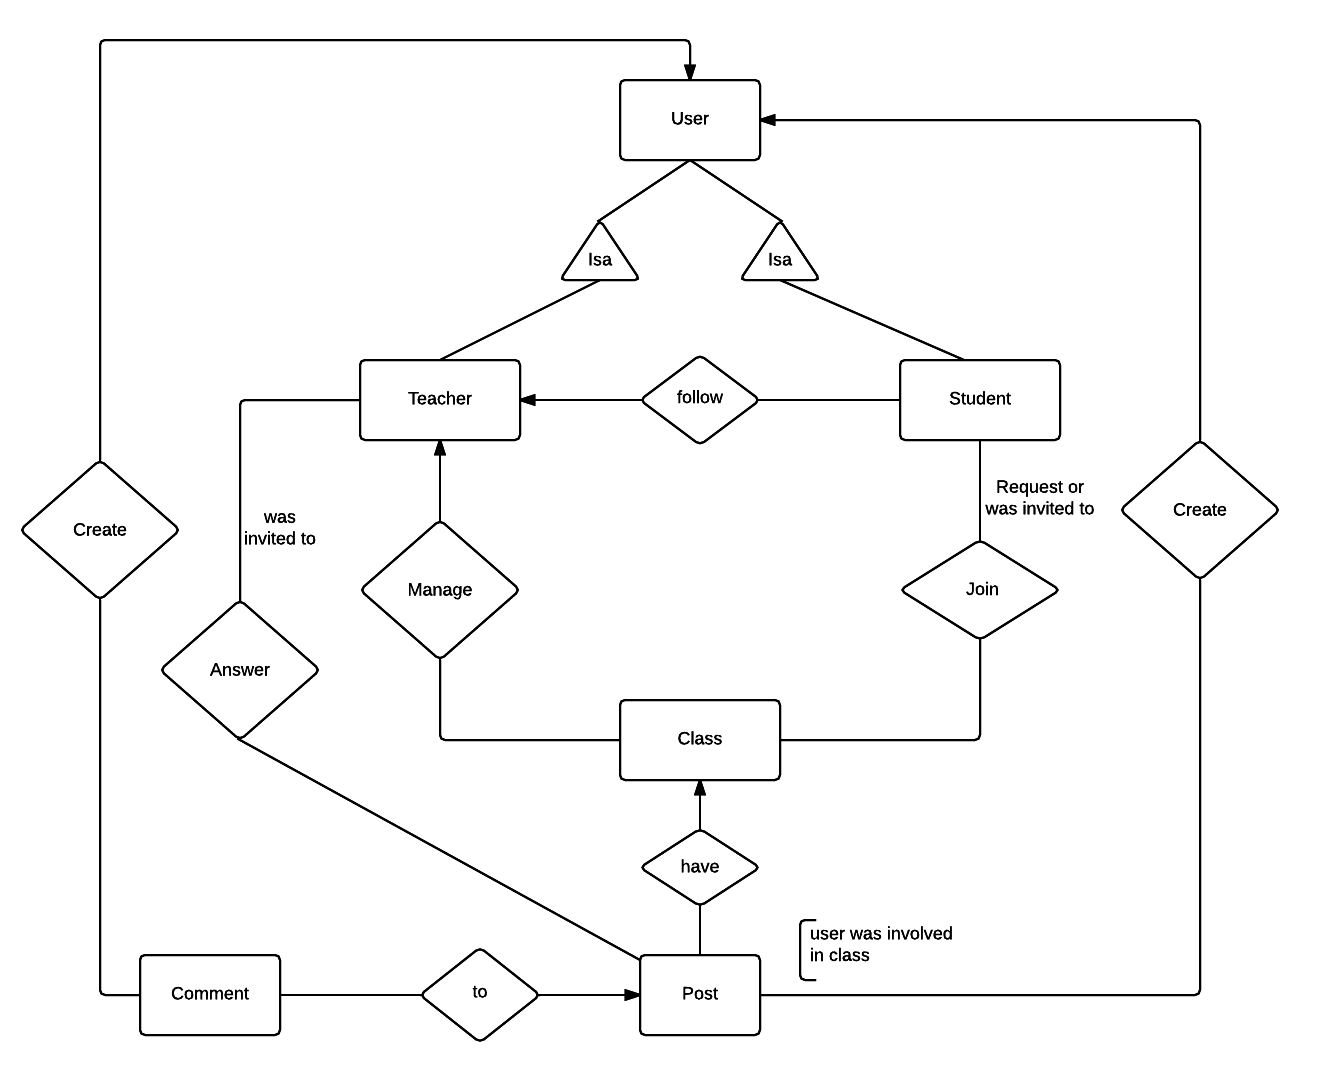 User
Isa
Isa
Teacher
follow
Student
Request or
was invited to
was
invited to
Create
Create
Manage
Join
Answer
Class
have
user was involved
in class
Comment
to
Post